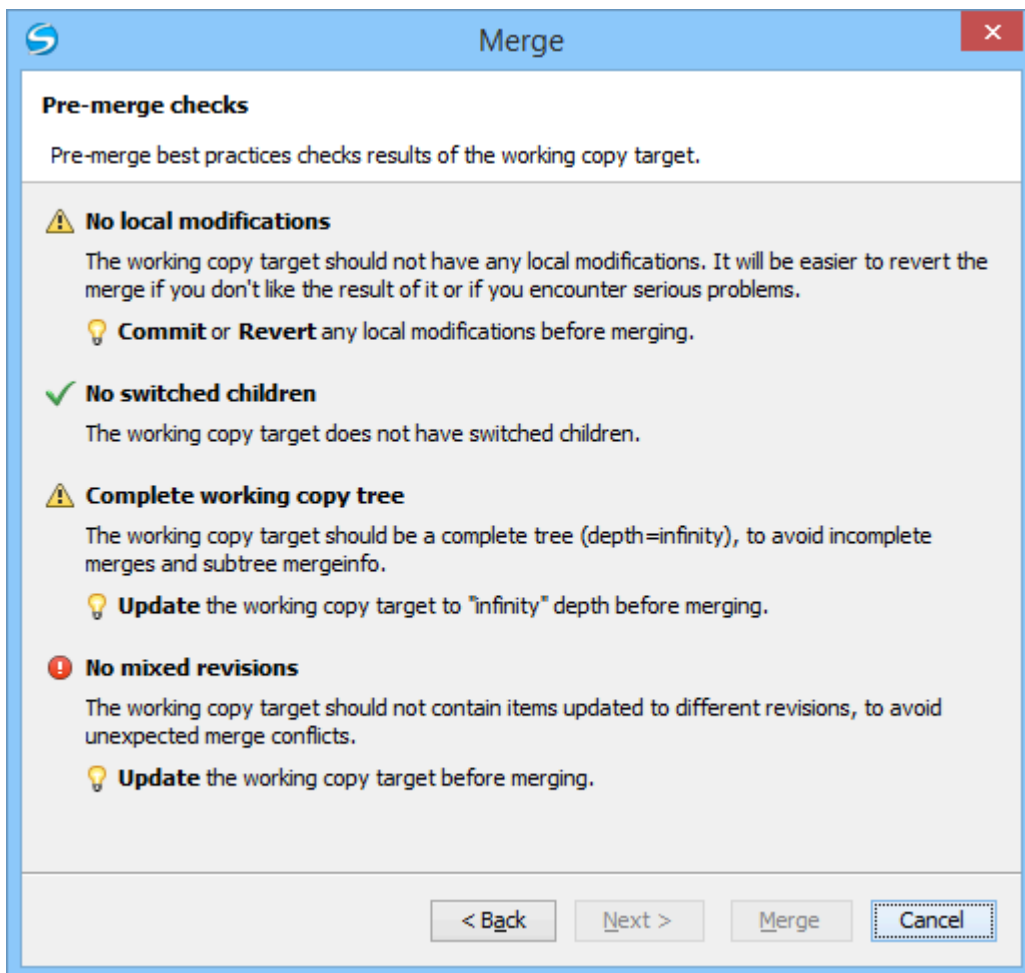 Merge
Pre-merge checks
Pre-merge best practices checks results of the working copy target.
No local modifications
The working copy target should not have any local modifications. It will be easier to revert the
merge if you don't like the result of it or if you encounter serious problems.
Commit or Revert any local modifications before merging.
No switched children
The working copy target does not have switched children.
Complete working copy tree
The working copy target should be a complete tree (depth=infinity), to avoid incomplete
merges and subtree mergeinfo.
Update the working copy target to "infinity" depth before merging.
No mixed revisions
The working copy target should not contain items updated to different revisions, to avoid
unexpected merge conflicts.
Update the working copy target before merging.
< Back Next > Merge Cancel